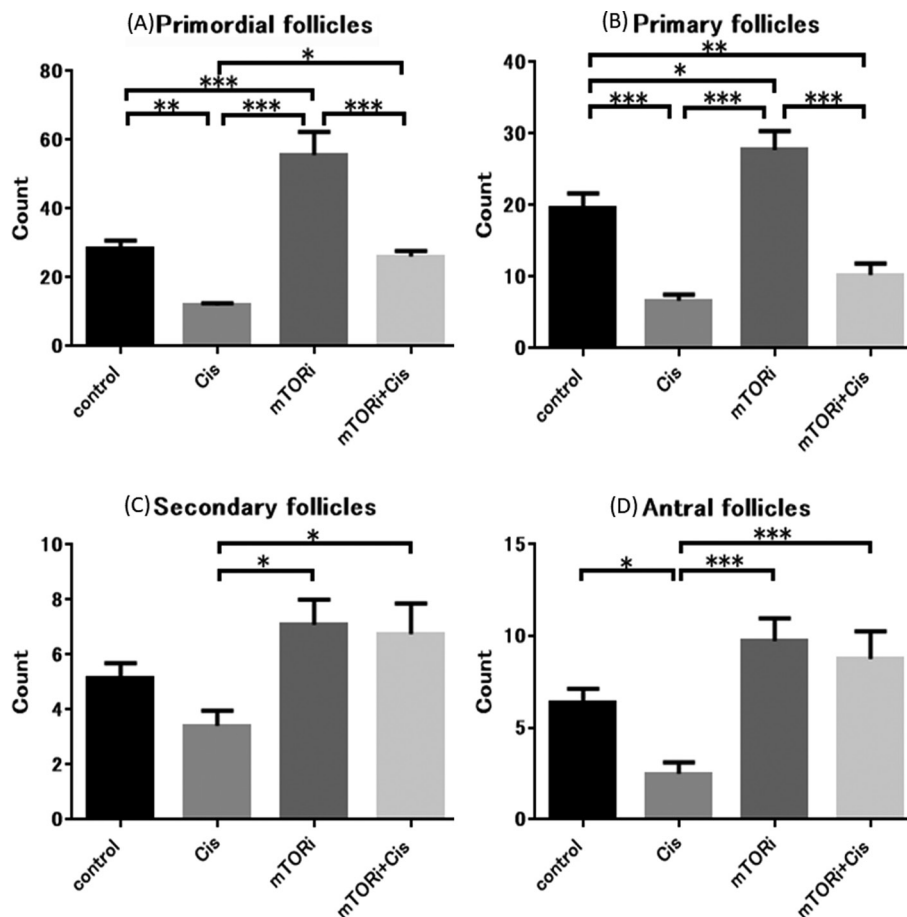 (A) Primordial follicles
*
***
** *** ***
80
60
40
20
0
Count
control Cis mTORi mTORi+Cis
(B) Primary follicles
**
*
*** *** ***
40
30
20
10
0
Count
control Cis mTORi mTORi+Cis
(C) Secondary follicles
*
*
10
8
6
4
2
0
Count
control Cis mTORi mTORi+Cis
(D) Antral follicles
***
* ***
15
10
5
0
Count
control Cis mTORi mTORi+Cis